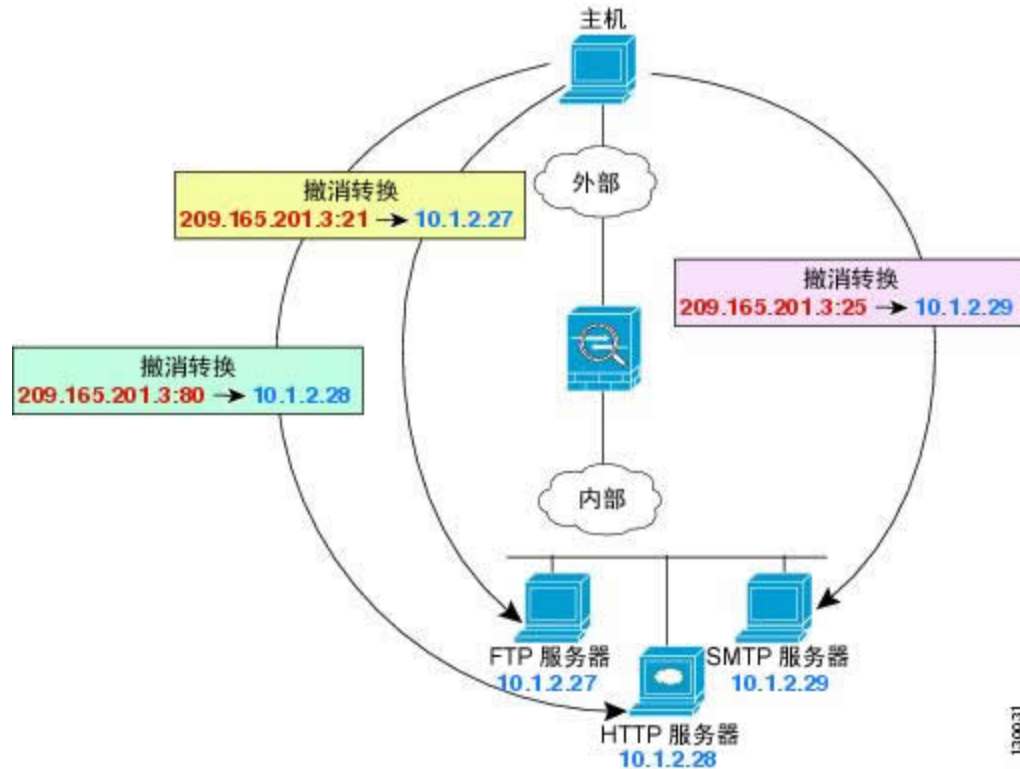 主机
外部
撤消转换
209.165.201.3:21 → 10.1.2.27
撤消转换
209.165.201.3:25 → 10.1.2.29
撤消转换
209.165.201.3:80 → 10.1.2.28
内部
FTP 服务器
10.1.2.27
SMTP 服务器
10.1.2.29
HTTP 服务器
10.1.2.28
130031